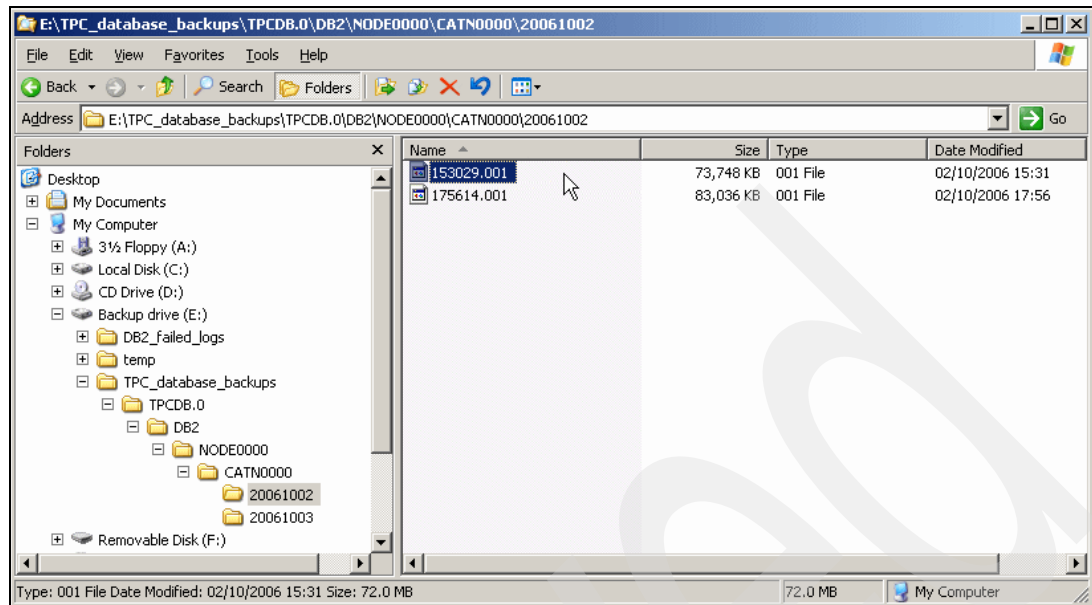 E:\TPC_database_backups\TPCDB.0\DB2\NODE0000\CATN0000\20061002
File Edit View Favorites Tools Help
Back Search Folders
Address E:\TPC_database_backups\TPCDB.0\DB2\NODE0000\CATN0000\20061002 Go
Folders x Name Size Type Date Modified
Desktop
My Documents
My Computer
3½ Floppy (A:)
Local Disk (C:)
CD Drive (D:)
Backup drive (E:)
DB2_failed_logs
temp
TPC_database_backups
TPCDB.0
DB2
NODE0000
CATN0000
20061002
20061003
Removable Disk (F:)
153029.001 73,748 KB 001 File 02/10/2006 15:31
175614.001 83,036 KB 001 File 02/10/2006 17:56
Type: 001 File Date Modified: 02/10/2006 15:31 Size: 72.0 MB 72.0 MB My Computer